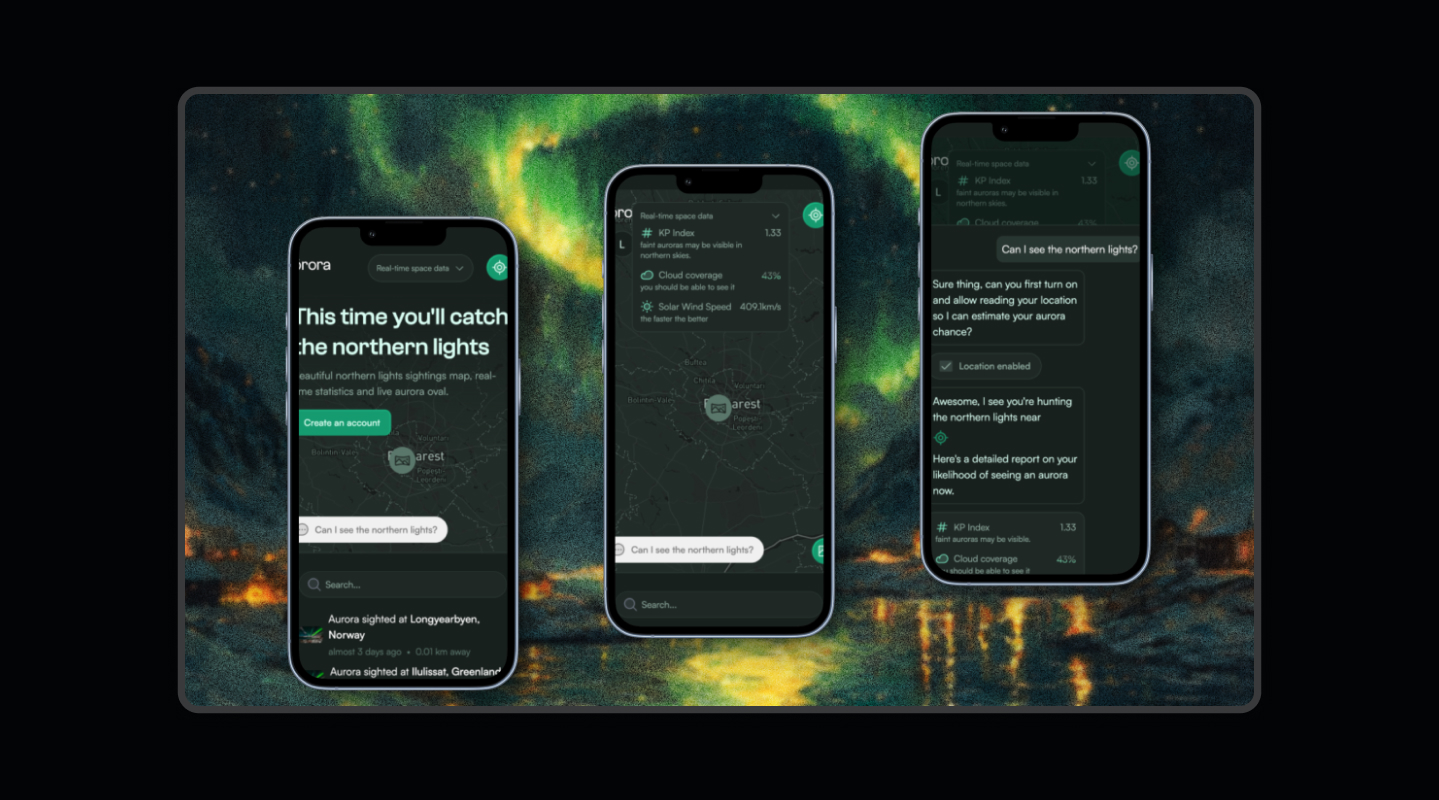 orora
Real-time space data
This time you'll catch
the northern lights
eautiful northern lights sightings map, real-
me statistics and live aurora oval.
Create an account
Voluntari
Bolintin-Vale
arest
Popești-
Leordeni
Can I see the northern lights?
Search...
Aurora sighted at Longyearbyen,
Norway
almost 3 days ago • 0.01 km away
Aurora sighted at Ilulissat, Greenland
oro
Real-time space data
L
# KP Index 1.33
faint auroras may be visible in
northern skies.
Cloud coverage 43%
you should be able to see it
Solar Wind Speed 409.1km/s
the faster the better
Buftea
Chitila
Voluntari
Bolintin-Vale
arest
Popești-
Leordeni
Can I see the northern lights?
Search...
oro
Real-time space data
L
# KP Index 1.33
faint auroras may be visible in
northern skies.
Cloud coverage 43%
Can I see the northern lights?
Sure thing, can you first turn on
and allow reading your location
so I can estimate your aurora
chance?
Location enabled
Awesome, I see you're hunting
the northern lights near
Here's a detailed report on your
likelihood of seeing an aurora
now.
# KP Index 1.33
faint auroras may be visible.
Cloud coverage 43%
you should be able to see it